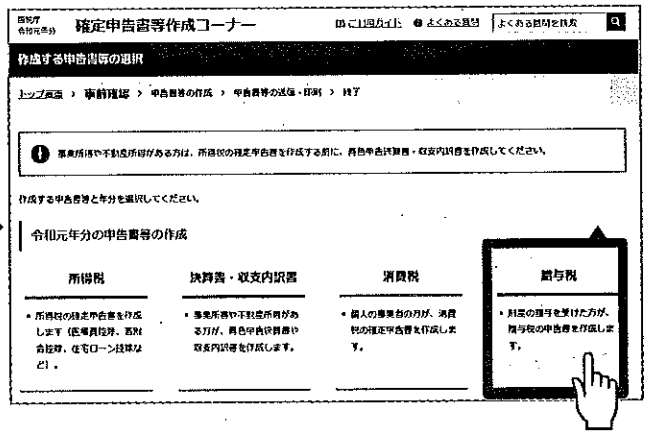 国税庁
令和元年分
確定申告書等作成コーナー
ご利用ガイド
よくある質問
よくある質問を検索
作成する申告書等の選択
トップ画面 > 事前確認 > 申告書等の作成 > 申告書等の送信・印刷 > 終了
事業所得や不動産所得がある方は、所得税の確定申告書を作成する前に、青色申告決算書・収支内訳書を作成してください。
作成する申告書等と年分を選択してください。
令和元年分の申告書等の作成
所得税
・所得税の確定申告書を作成
します（医療費控除、寄附
金控除、住宅ローン控除な
ど）。
決算書・収支内訳書
・事業所得や不動産所得があ
る方が、青色申告決算書や
収支内訳書を作成します。
消費税
・個人の事業者の方が、消費
税の確定申告書を作成しま
す。
贈与税
・財産の贈与を受けた方が、
贈与税の申告書を作成しま
す。